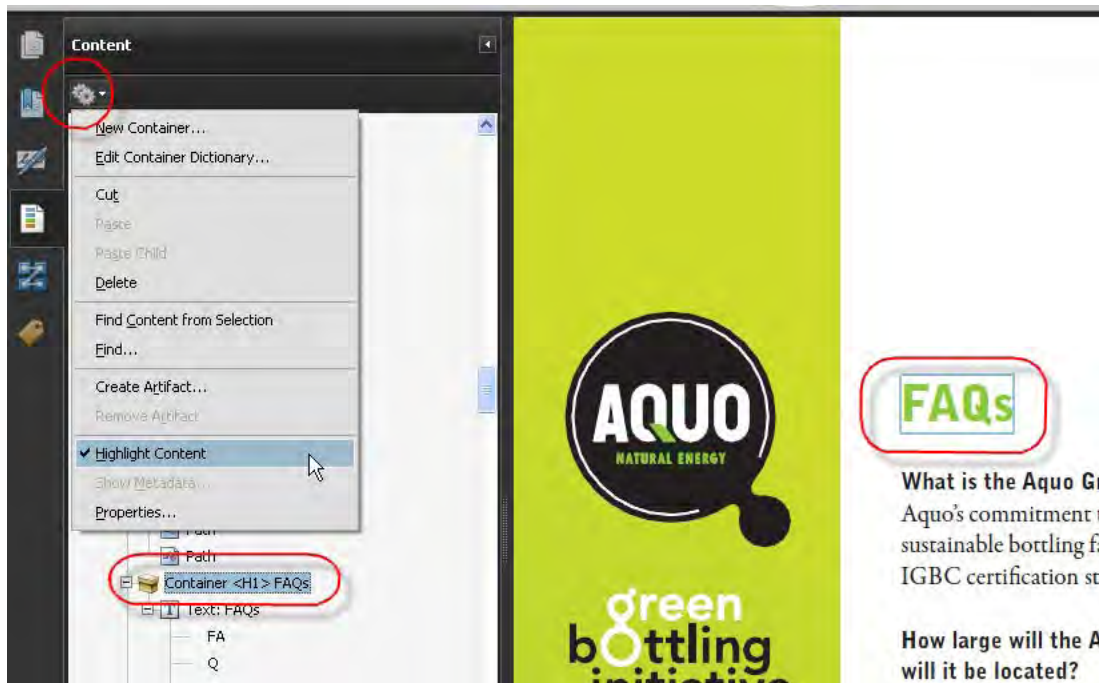 Content
New Container...
Edit Container Dictionary...
Cut
Paste
Paste Child
Delete
Find Content from Selection
Find...
Create Artifact...
Remove Artifact
Highlight Content
Show Metadata...
Properties...
Path
Path
Container <H1> FAQs
Text: FAQs
FA
Q
AQUO
NATURAL ENERGY
green
bottling
initiative
FAQs
What is the Aquo Gr
Aquo's commitment t
sustainable bottling fa
IGBC certification st
How large will the A
will it be located?